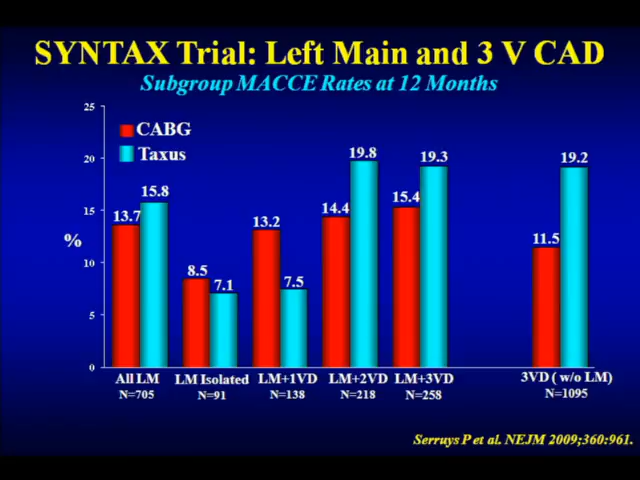 SYNTAX Trial: Left Main and 3 V CAD
Subgroup MACCE Rates at 12 Months
25
20
15
10
5
0
%
CABG
Taxus
13.7 15.8 8.5 7.1 13.2 7.5 14.4 19.8 15.4 19.3 11.5 19.2
All LM LM Isolated LM+1VD LM+2VD LM+3VD 3VD ( w/o LM)
N=705 N=91 N=138 N=218 N=258 N=1095
Serruys P et al. NEJM 2009;360:961.